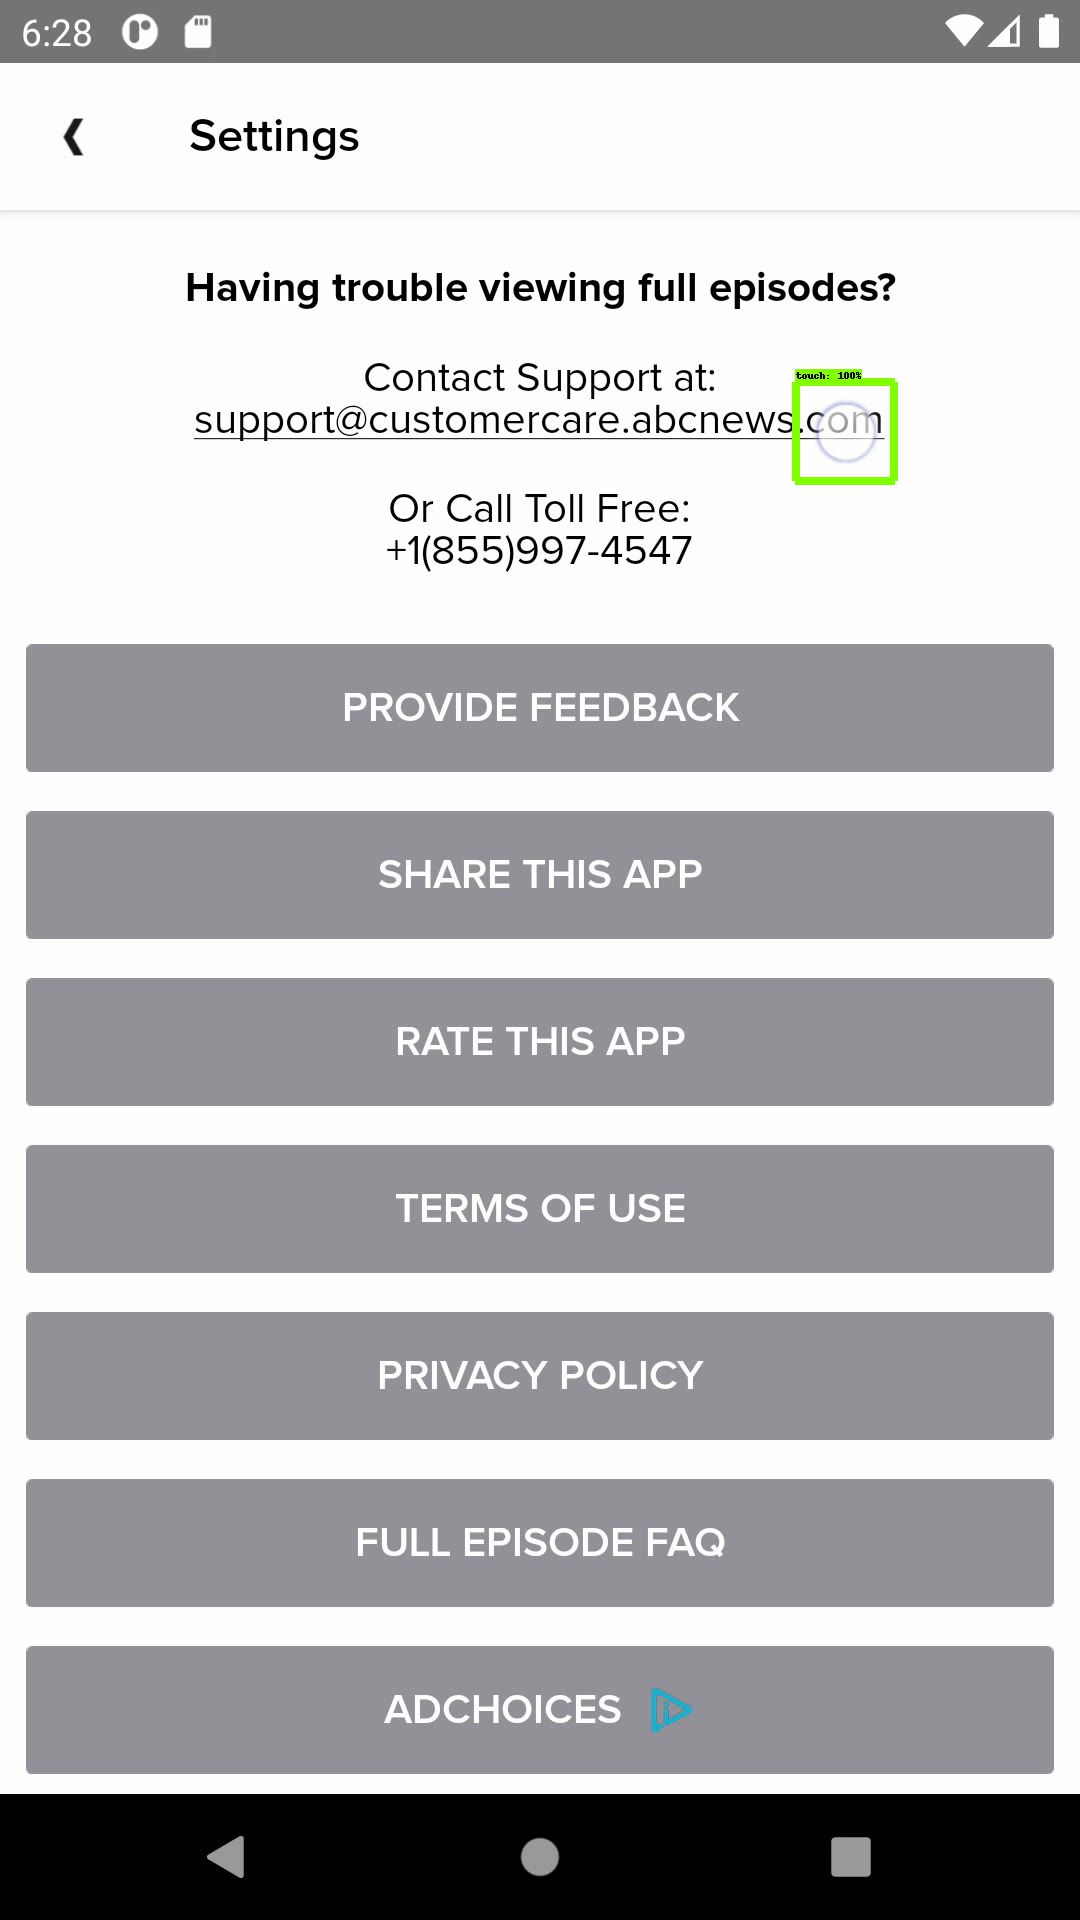 6:28
Settings
Having trouble viewing full episodes?
Contact Support at:
touch: 100%
support@customercare.abcnews.com
Or Call Toll Free:
+1(855)997-4547
PROVIDE FEEDBACK
SHARE THIS APP
RATE THIS APP
TERMS OF USE
PRIVACY POLICY
FULL EPISODE FAQ
ADCHOICES